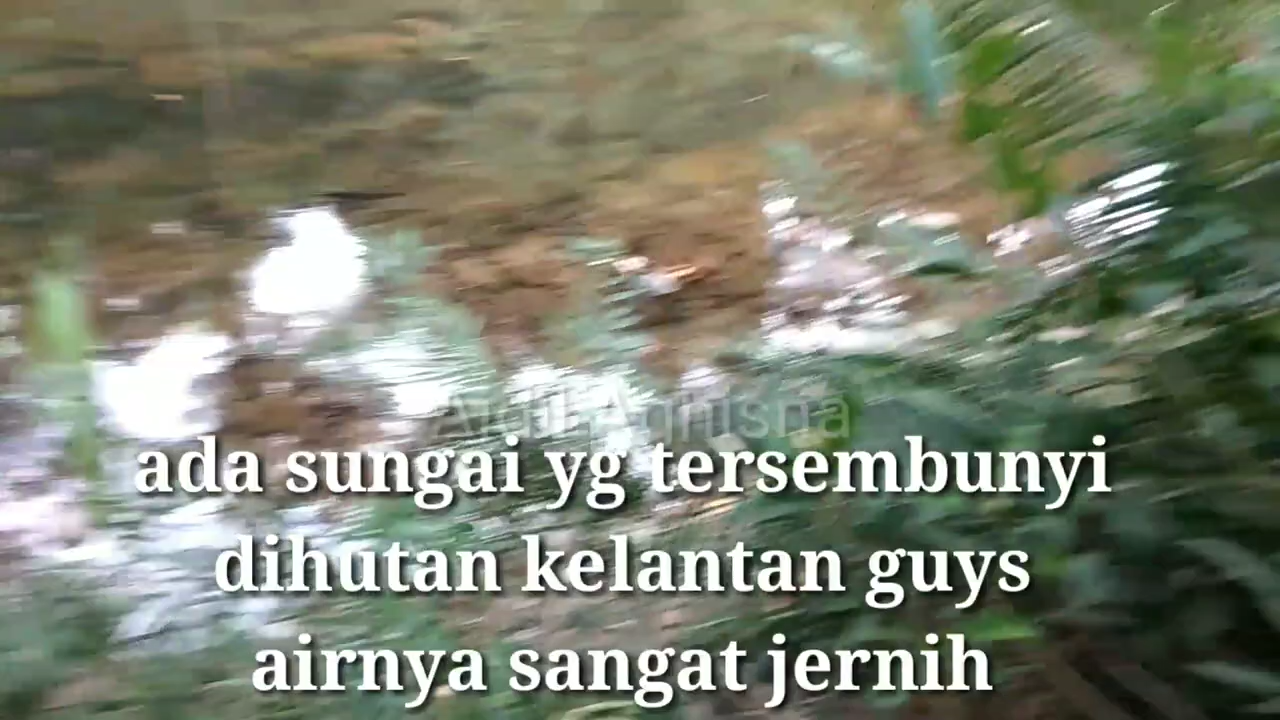 ada sungai yg tersembunyi
dihutan kelantan guys
airnya sangat jernih